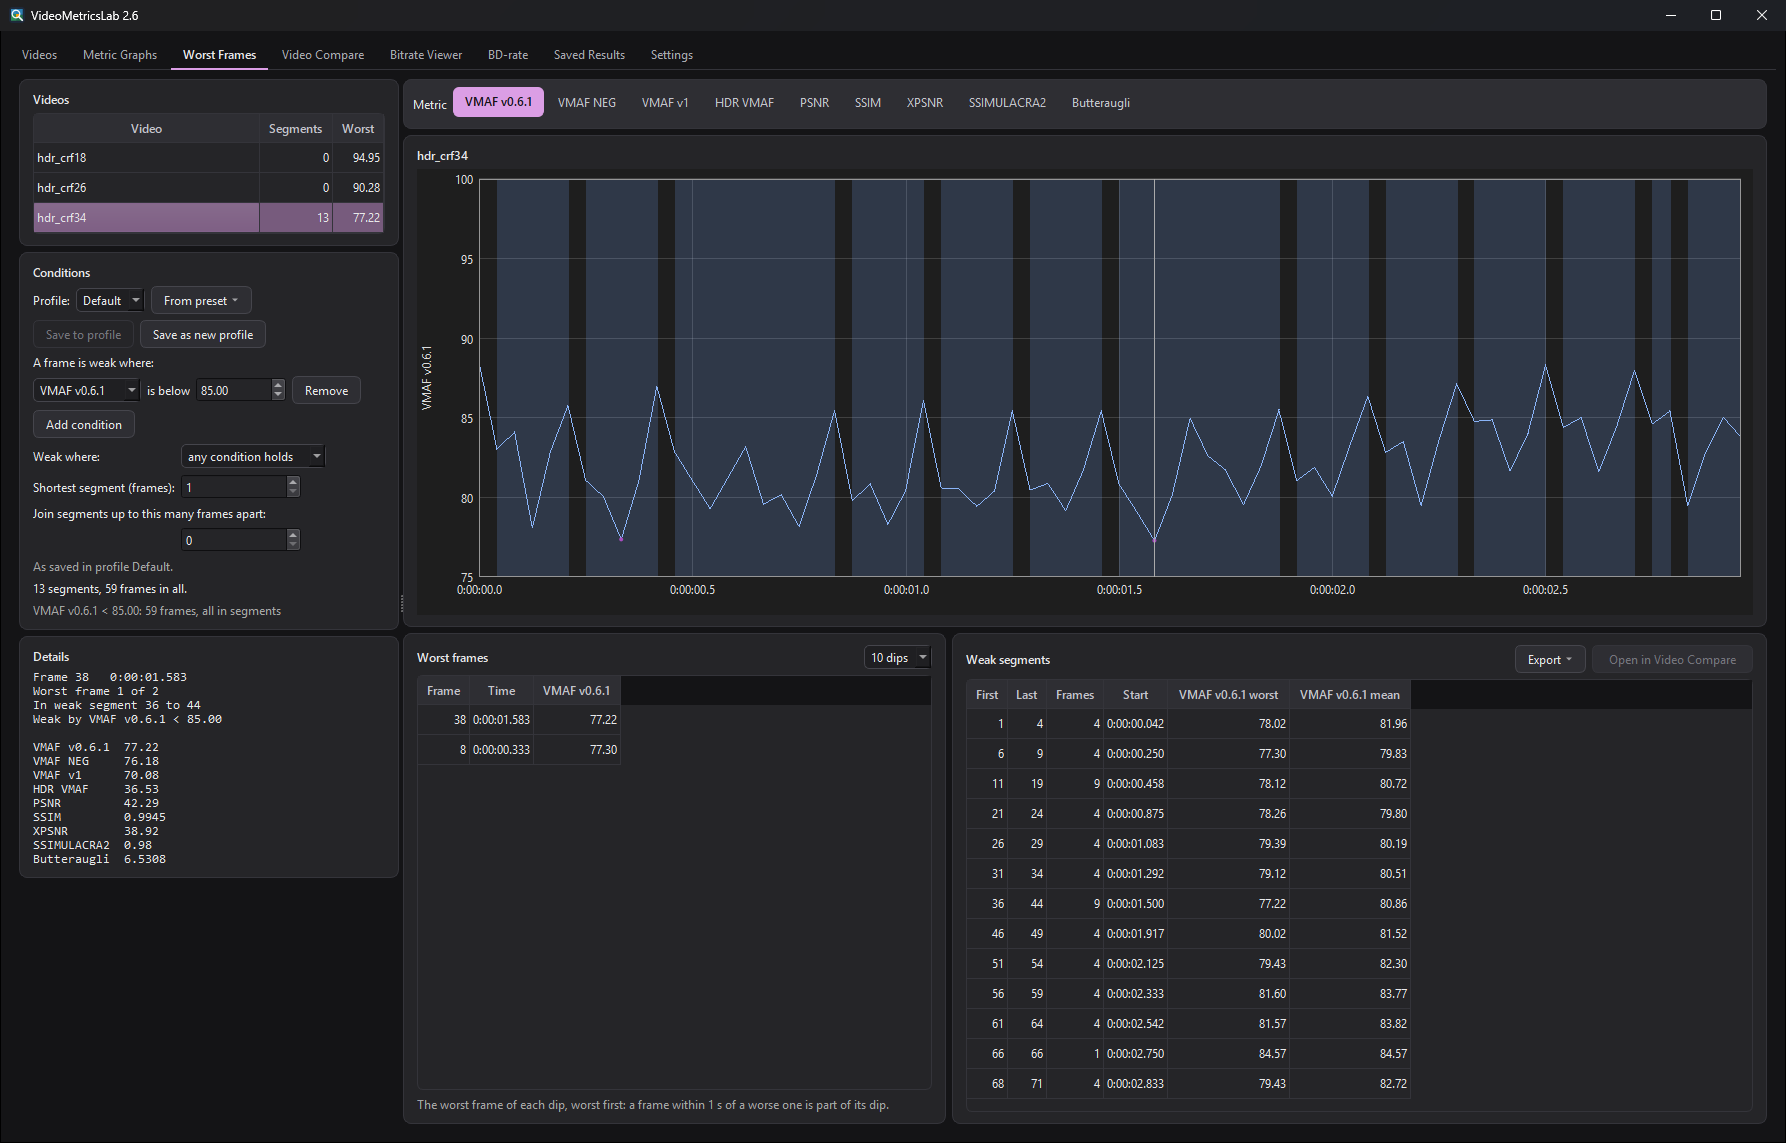 VideoMetricsLab 2.6
Videos Metric Graphs Worst Frames Video Compare Bitrate Viewer BD-rate Saved Results Settings
Videos
Video Segments Worst
hdr_crf18 0 94.95
hdr_crf26 0 90.28
hdr_crf34 13 77.22
Conditions
Profile: Default From preset
Save to profile Save as new profile
A frame is weak where:
VMAF v0.6.1 is below 85.00 Remove
Add condition
Weak where: any condition holds
Shortest segment (frames): 1
Join segments up to this many frames apart:
0
As saved in profile Default.
13 segments, 59 frames in all.
VMAF v0.6.1 < 85.00: 59 frames, all in segments
Details
Frame 38 0:00:01.583
Worst frame 1 of 2
In weak segment 36 to 44
Weak by VMAF v0.6.1 < 85.00
VMAF v0.6.1 77.22
VMAF NEG 76.18
VMAF v1 70.08
HDR VMAF 36.53
PSNR 42.29
SSIM 0.9945
XPSNR 38.92
SSIMULACRA2 0.98
Butteraugli 6.5308
Metric VMAF v0.6.1 VMAF NEG VMAF v1 HDR VMAF PSNR SSIM XPSNR SSIMULACRA2 Butteraugli
hdr_crf34
100
95
90
85
80
75
VMAF v0.6.1
0:00:00.0 0:00:00.5 0:00:01.0 0:00:01.5 0:00:02.0 0:00:02.5
Worst frames 10 dips
Frame Time VMAF v0.6.1
38 0:00:01.583 77.22
8 0:00:00.333 77.30
The worst frame of each dip, worst first: a frame within 1 s of a worse one is part of its dip.
Weak segments Export Open in Video Compare
First Last Frames Start VMAF v0.6.1 worst VMAF v0.6.1 mean
1 4 4 0:00:00.042 78.02 81.96
6 9 4 0:00:00.250 77.30 79.83
11 19 9 0:00:00.458 78.12 80.72
21 24 4 0:00:00.875 78.26 79.80
26 29 4 0:00:01.083 79.39 80.19
31 34 4 0:00:01.292 79.12 80.51
36 44 9 0:00:01.500 77.22 80.86
46 49 4 0:00:01.917 80.02 81.52
51 54 4 0:00:02.125 79.43 82.30
56 59 4 0:00:02.333 81.60 83.77
61 64 4 0:00:02.542 81.57 83.82
66 66 1 0:00:02.750 84.57 84.57
68 71 4 0:00:02.833 79.43 82.72